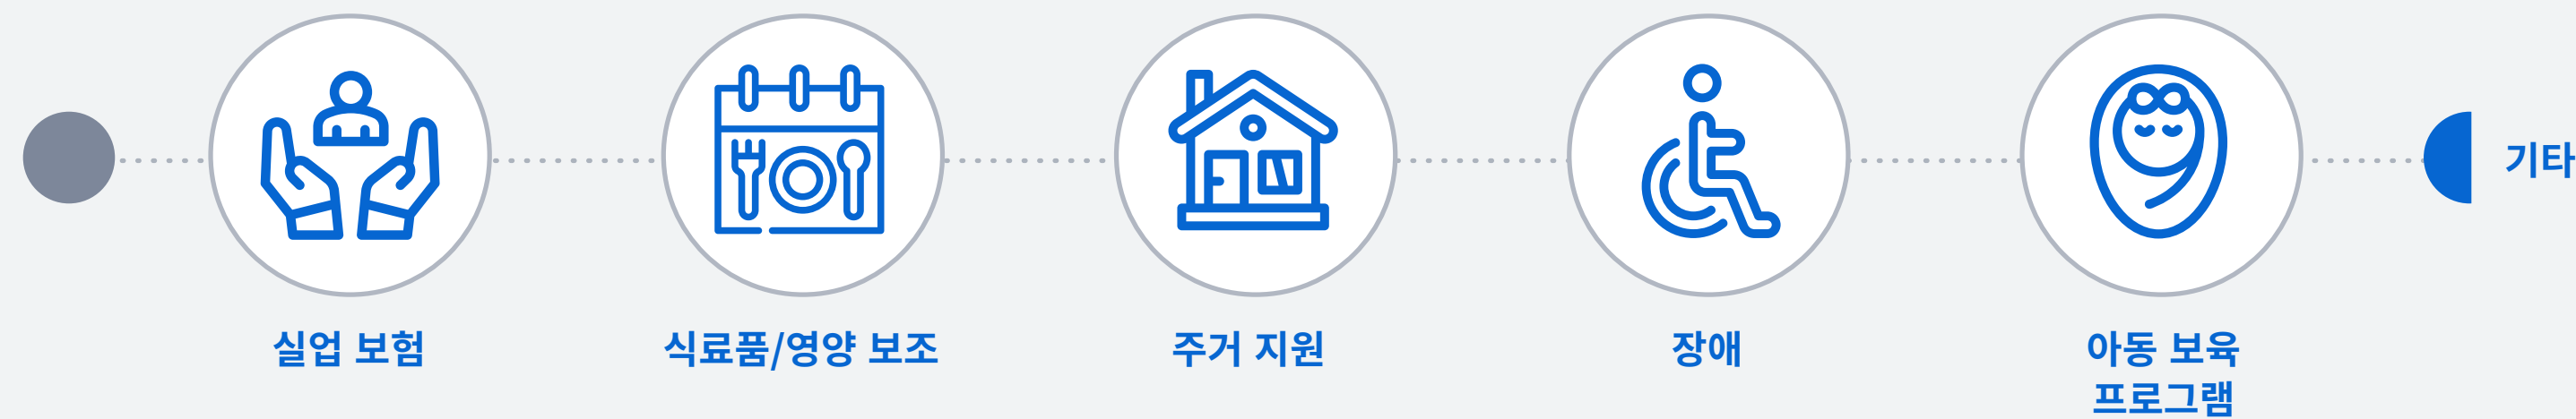 실업 보험
식료품/영양 보조
주거 지원
장애
아동 보육
프로그램
기타